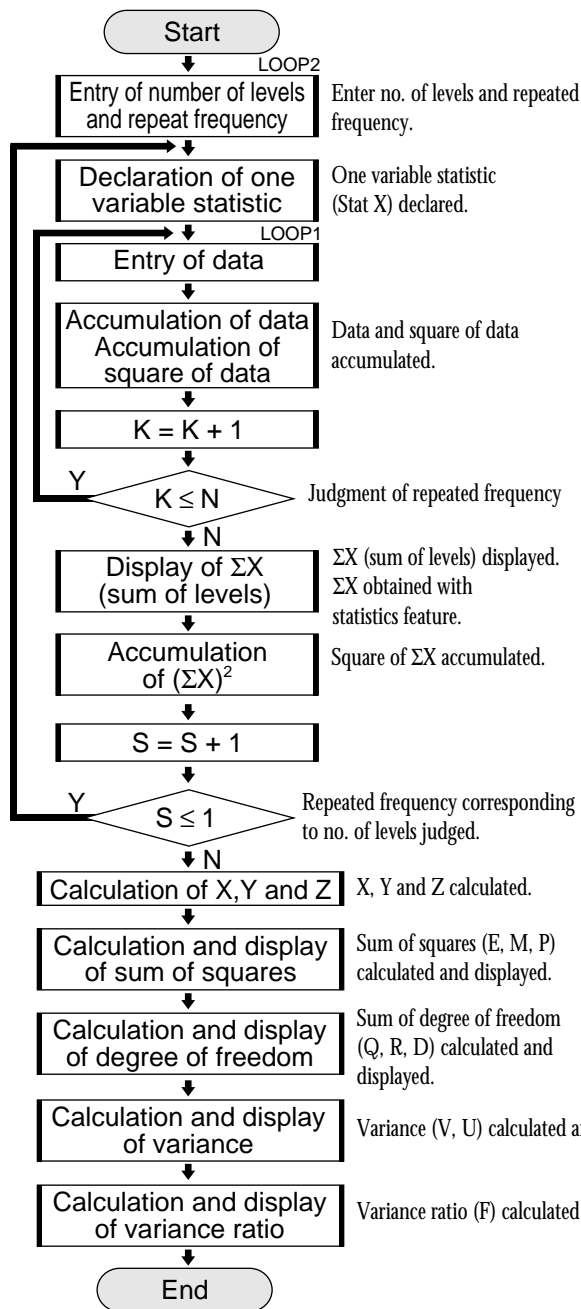 Start
LOOP2
Entry of number of levels
and repeat frequency
Enter no. of levels and repeated
frequency.
Declaration of one
variable statistic
One variable statistic
(Stat X) declared.
LOOP1
Entry of data
Accumulation of data
Accumulation of
square of data
Data and square of data
accumulated.
K = K + 1
Y
K ≤ N
Judgment of repeated frequency
N
Display of ΣX
(sum of levels)
ΣX (sum of levels) displayed.
ΣX obtained with
statistics feature.
Accumulation
of (ΣX)²
Square of ΣX accumulated.
S = S + 1
Y
S ≤ 1
Repeated frequency corresponding
to no. of levels judged.
N
Calculation of X,Y and Z
X, Y and Z calculated.
Calculation and display
of sum of squares
Sum of squares (E, M, P)
calculated and displayed.
Calculation and display
of degree of freedom
Sum of degree of freedom
(Q, R, D) calculated and
displayed.
Calculation and display
of variance
Variance (V, U) calculated
Calculation and display
of variance ratio
Variance ratio (F) calculated
End